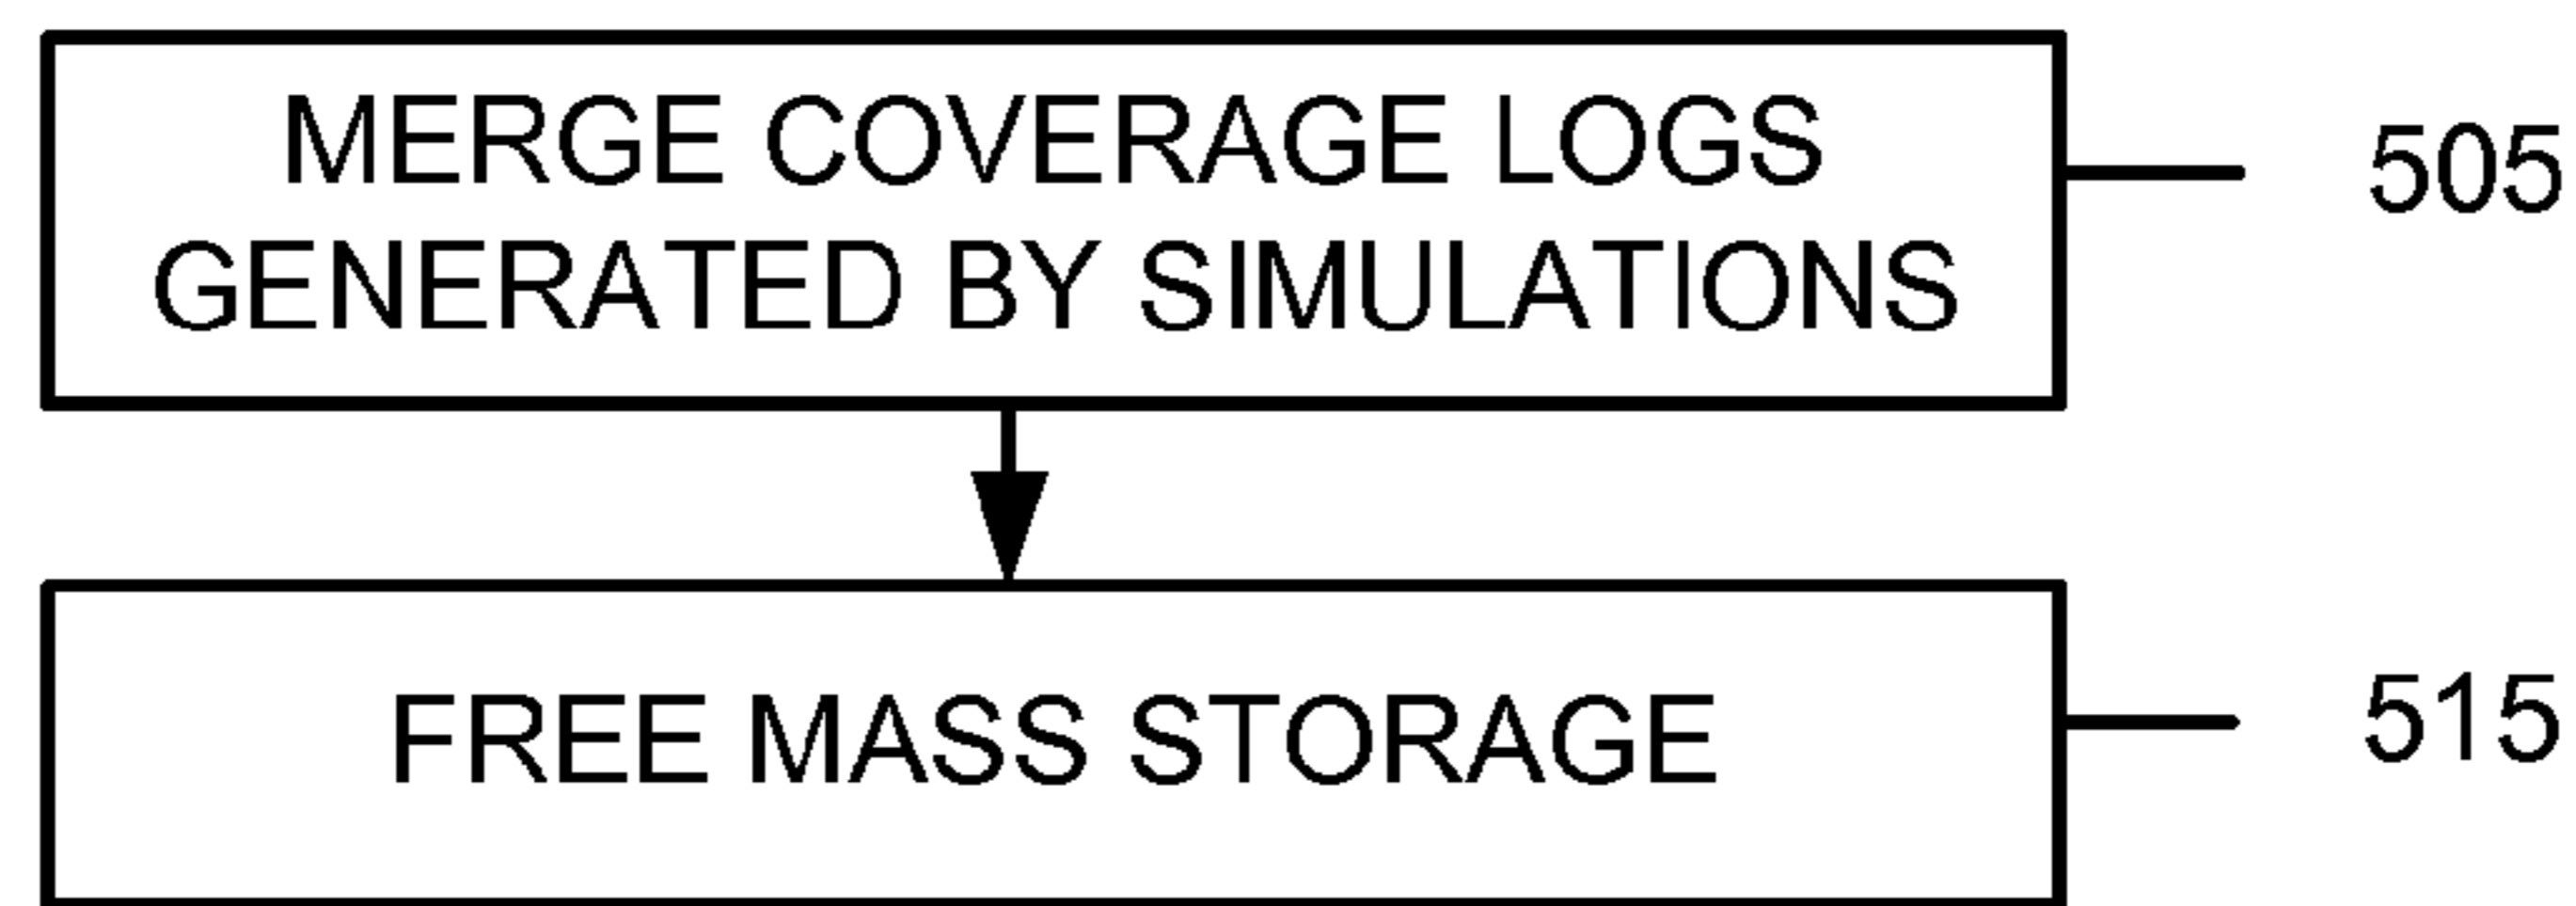 MERGE COVERAGE LOGS
GENERATED BY SIMULATIONS
505
FREE MASS STORAGE
515